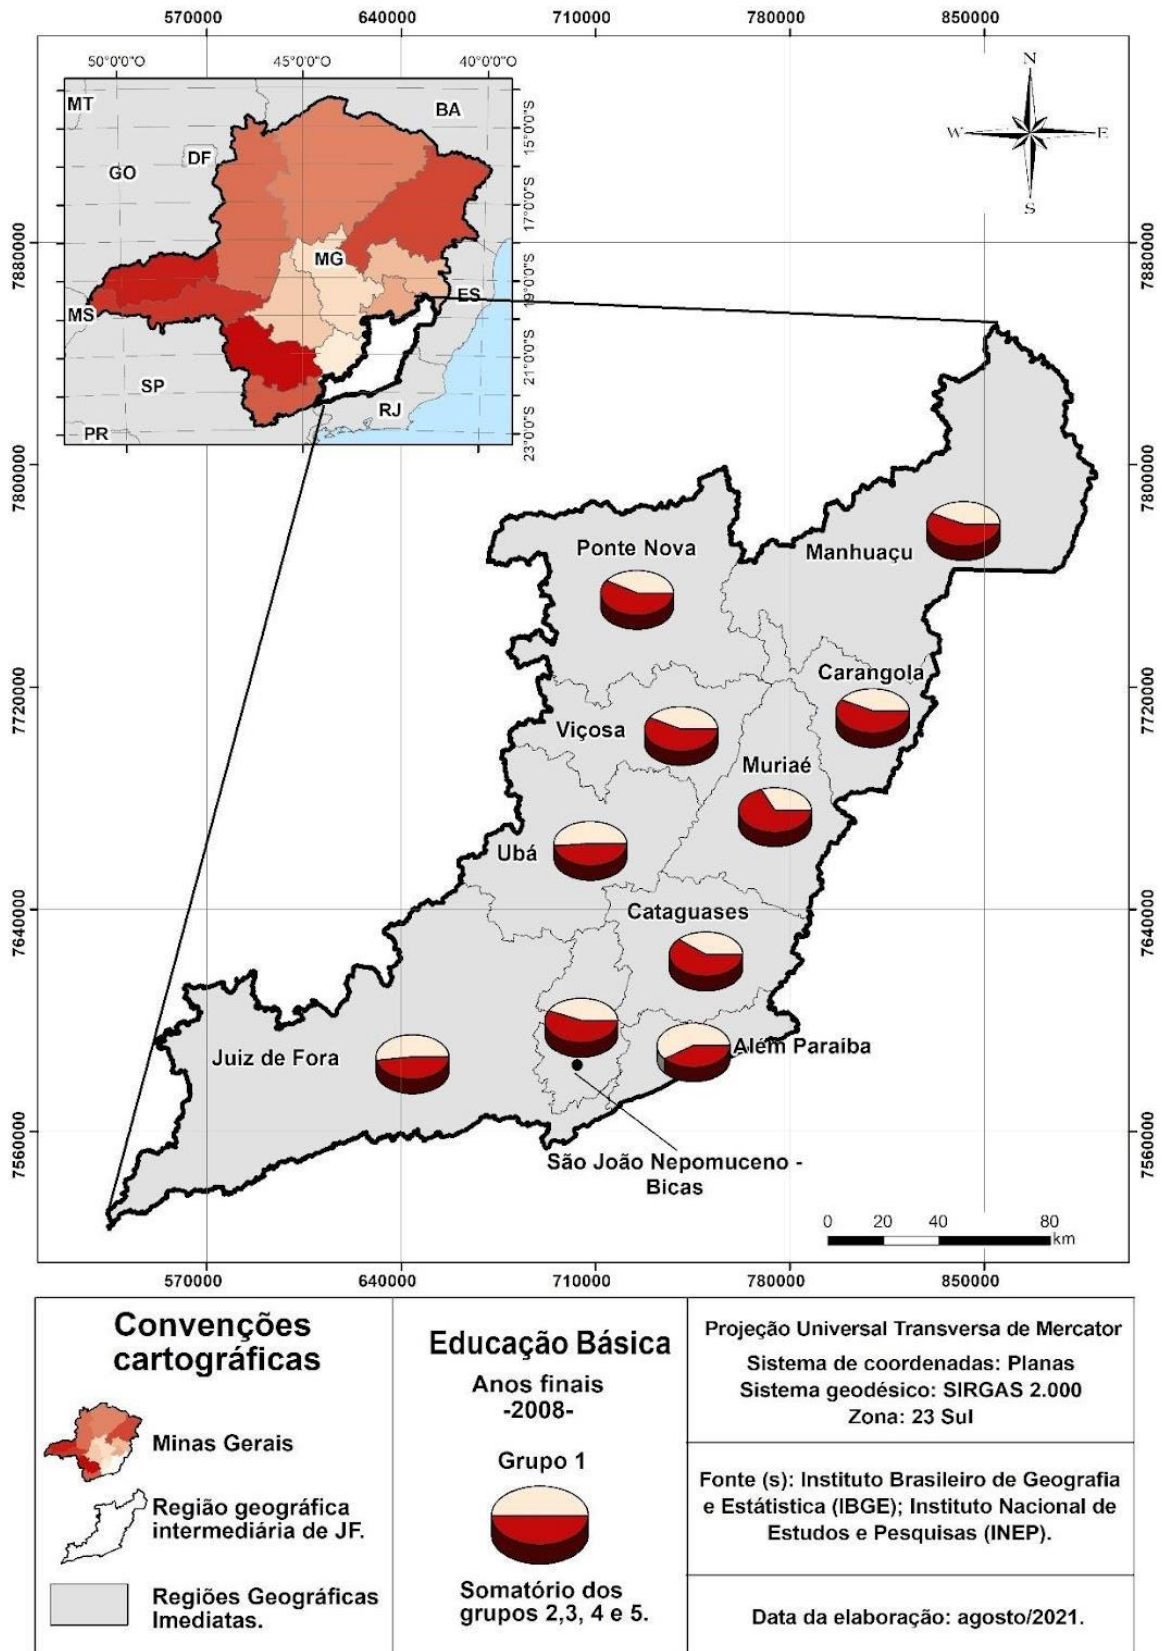 570000 640000 710000 780000 850000
50°0'0"O 45°0'0"O 40°0'0"O
MT
BA
DF
GO
MG
ES
MS
SP
RJ
PR
15°0'0"S
17°0'0"S
19°0'0"S
21°0'0"S
23°0'0"S
N
W E
S
7880000 7880000
7800000 7800000
7720000 7720000
7640000 7640000
7560000 7560000
Ponte Nova
Manhuaçu
Carangola
Viçosa
Muriaé
Ubá
Cataguases
Juiz de Fora
Além Paraíba
São João Nepomuceno -
Bicas
0 20 40 80
km
570000 640000 710000 780000 850000
Convenções
cartográficas
Minas Gerais
Região geográfica
intermediária de JF.
Regiões Geográficas
Imediatas.
Educação Básica
Anos finais
-2008-
Grupo 1
Somatório dos
grupos 2,3, 4 e 5.
Projeção Universal Transversa de Mercator
Sistema de coordenadas: Planas
Sistema geodésico: SIRGAS 2.000
Zona: 23 Sul
Fonte (s): Instituto Brasileiro de Geografia
e Estátistica (IBGE); Instituto Nacional de
Estudos e Pesquisas (INEP).
Data da elaboração: agosto/2021.